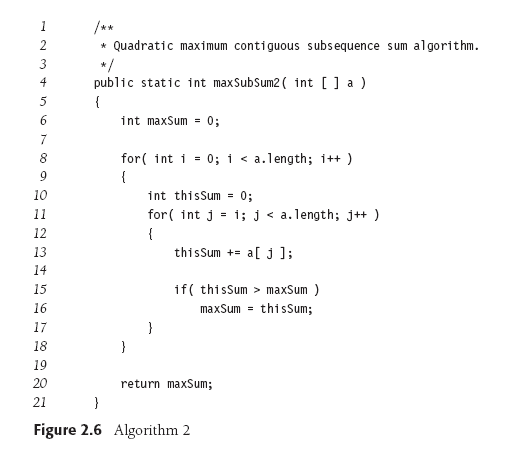 1 /**
2 * Quadratic maximum contiguous subsequence sum algorithm.
3 */
4 public static int maxSubSum2( int [ ] a )
5 {
6 int maxSum = 0;
7
8 for( int i = 0; i < a.length; i++ )
9 {
10 int thisSum = 0;
11 for( int j = i; j < a.length; j++ )
12 {
13 thisSum += a[ j ];
14
15 if( thisSum > maxSum )
16 maxSum = thisSum;
17 }
18 }
19
20 return maxSum;
21 }
Figure 2.6 Algorithm 2